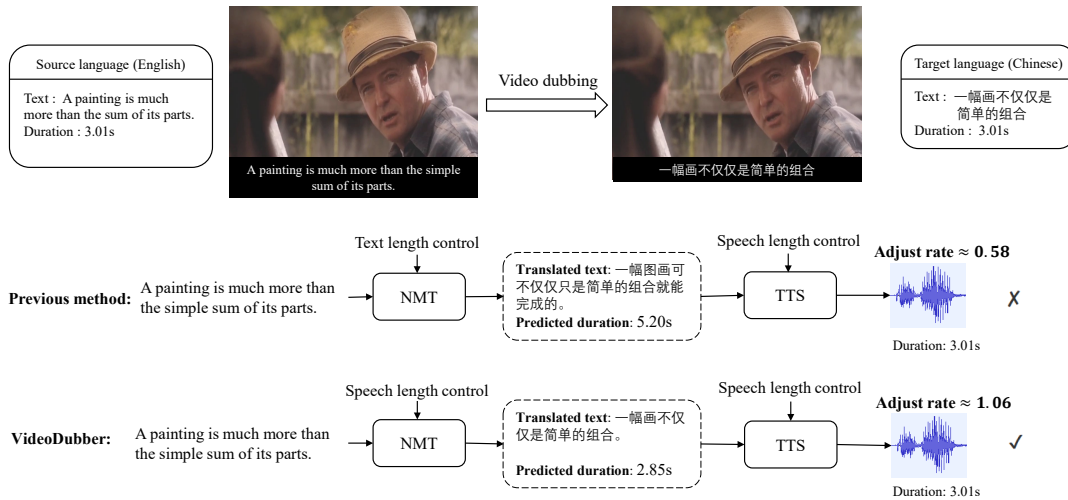 Source language (English)
Text : A painting is much
more than the sum of its parts.
Duration : 3.01s
A painting is much more than the simple
sum of its parts.
Video dubbing
一幅画不仅仅是简单的组合
Target language (Chinese)
Text : 一幅画不仅仅是
简单的组合
Duration : 3.01s
Previous method:
A painting is much more than
the simple sum of its parts.
Text length control
NMT
Translated text: 一幅图画可
不仅仅只是简单的组合就能
完成的。
Predicted duration: 5.20s
Speech length control
TTS
Adjust rate ≈ 0.58
✗
Duration: 3.01s
VideoDubber:
A painting is much more than
the simple sum of its parts.
Speech length control
NMT
Translated text: 一幅画不仅
仅是简单的组合。
Predicted duration: 2.85s
Speech length control
TTS
Adjust rate ≈ 1.06
✓
Duration: 3.01s